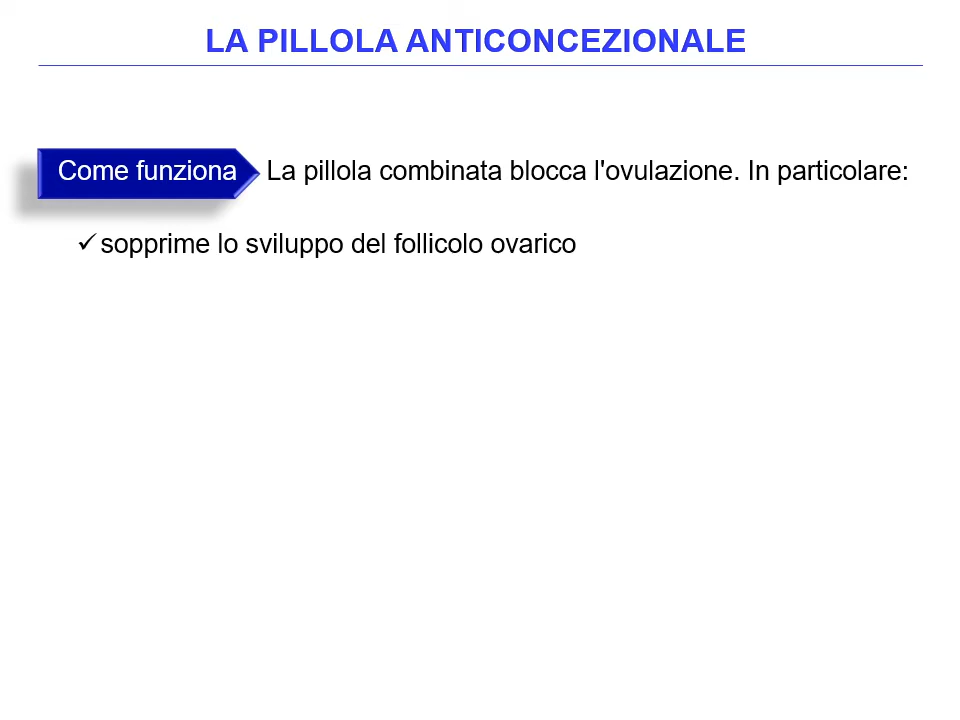 LA PILLOLA ANTICONCEZIONALE
Come funziona La pillola combinata blocca l'ovulazione. In particolare:
✓ sopprime lo sviluppo del follicolo ovarico